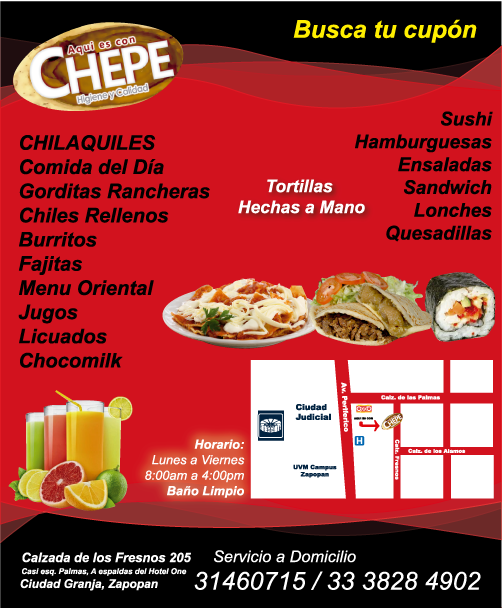 Busca tu cupón
Aquí es con
CHEPE
Higiene y Calidad
CHILAQUILES
Comida del Día
Gorditas Rancheras
Chiles Rellenos
Burritos
Fajitas
Menu Oriental
Jugos
Licuados
Chocomilk
Tortillas
Hechas a Mano
Sushi
Hamburguesas
Ensaladas
Sandwich
Lonches
Quesadillas
Horario:
Lunes a Viernes
8:00am a 4:00pm
Baño Limpio
Ciudad
Judicial
UVM Campus
Zapopan
Av. Periférico
H
CHEPE
Calz. de las Palmas
Calz. Fresnos
Calz. de los Alamos
Calzada de los Fresnos 205
Casi esq. Palmas, A espaldas del Hotel One
Ciudad Granja, Zapopan
Servicio a Domicilio
31460715 / 33 3828 4902